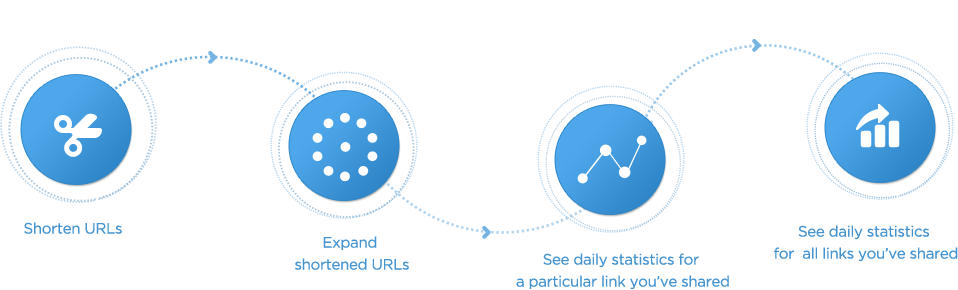 Shorten URLs
Expand
shortened URLs
See daily statistics for
a particular link you've shared
See daily statistics
for all links you've shared